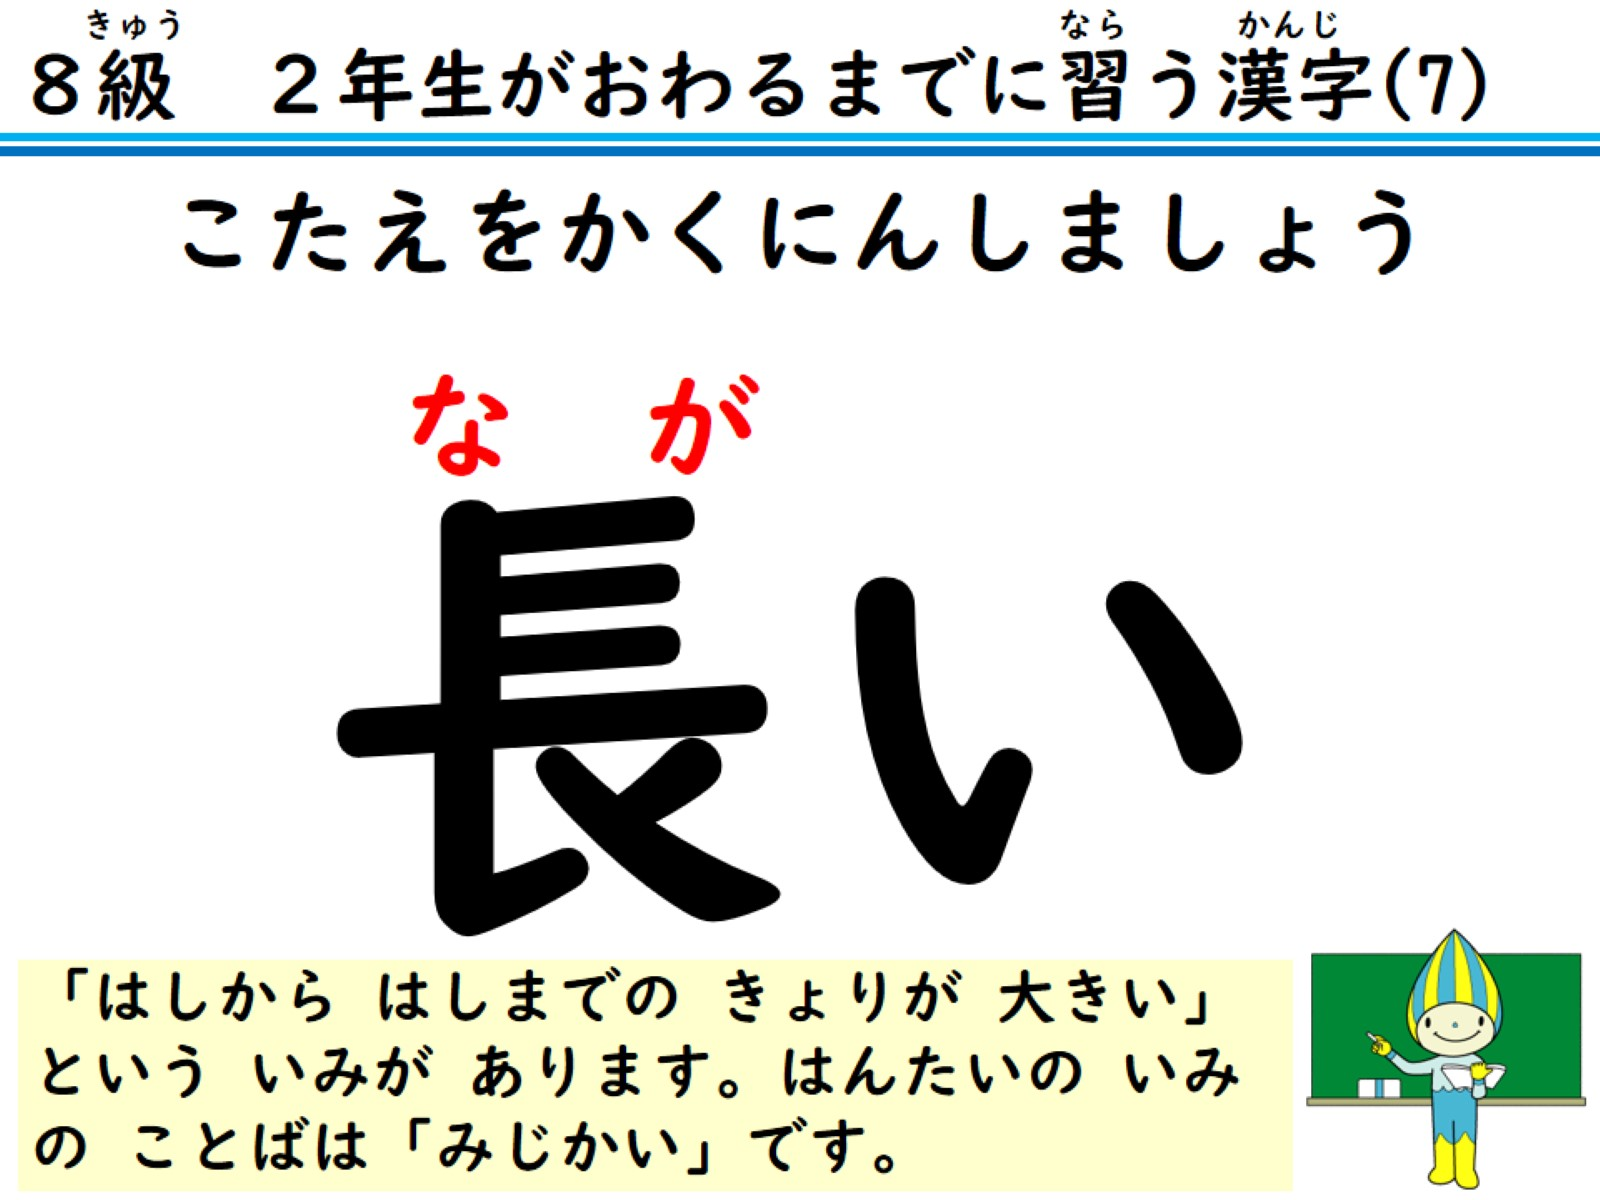 きゅう なら かんじ
８級　２年生がおわるまでに習う漢字(7)
こたえをかくにんしましょう
なが
長い
「はしから はしまでの きょりが 大きい」
という いみが あります。はんたいの いみ
の ことばは「みじかい」です。